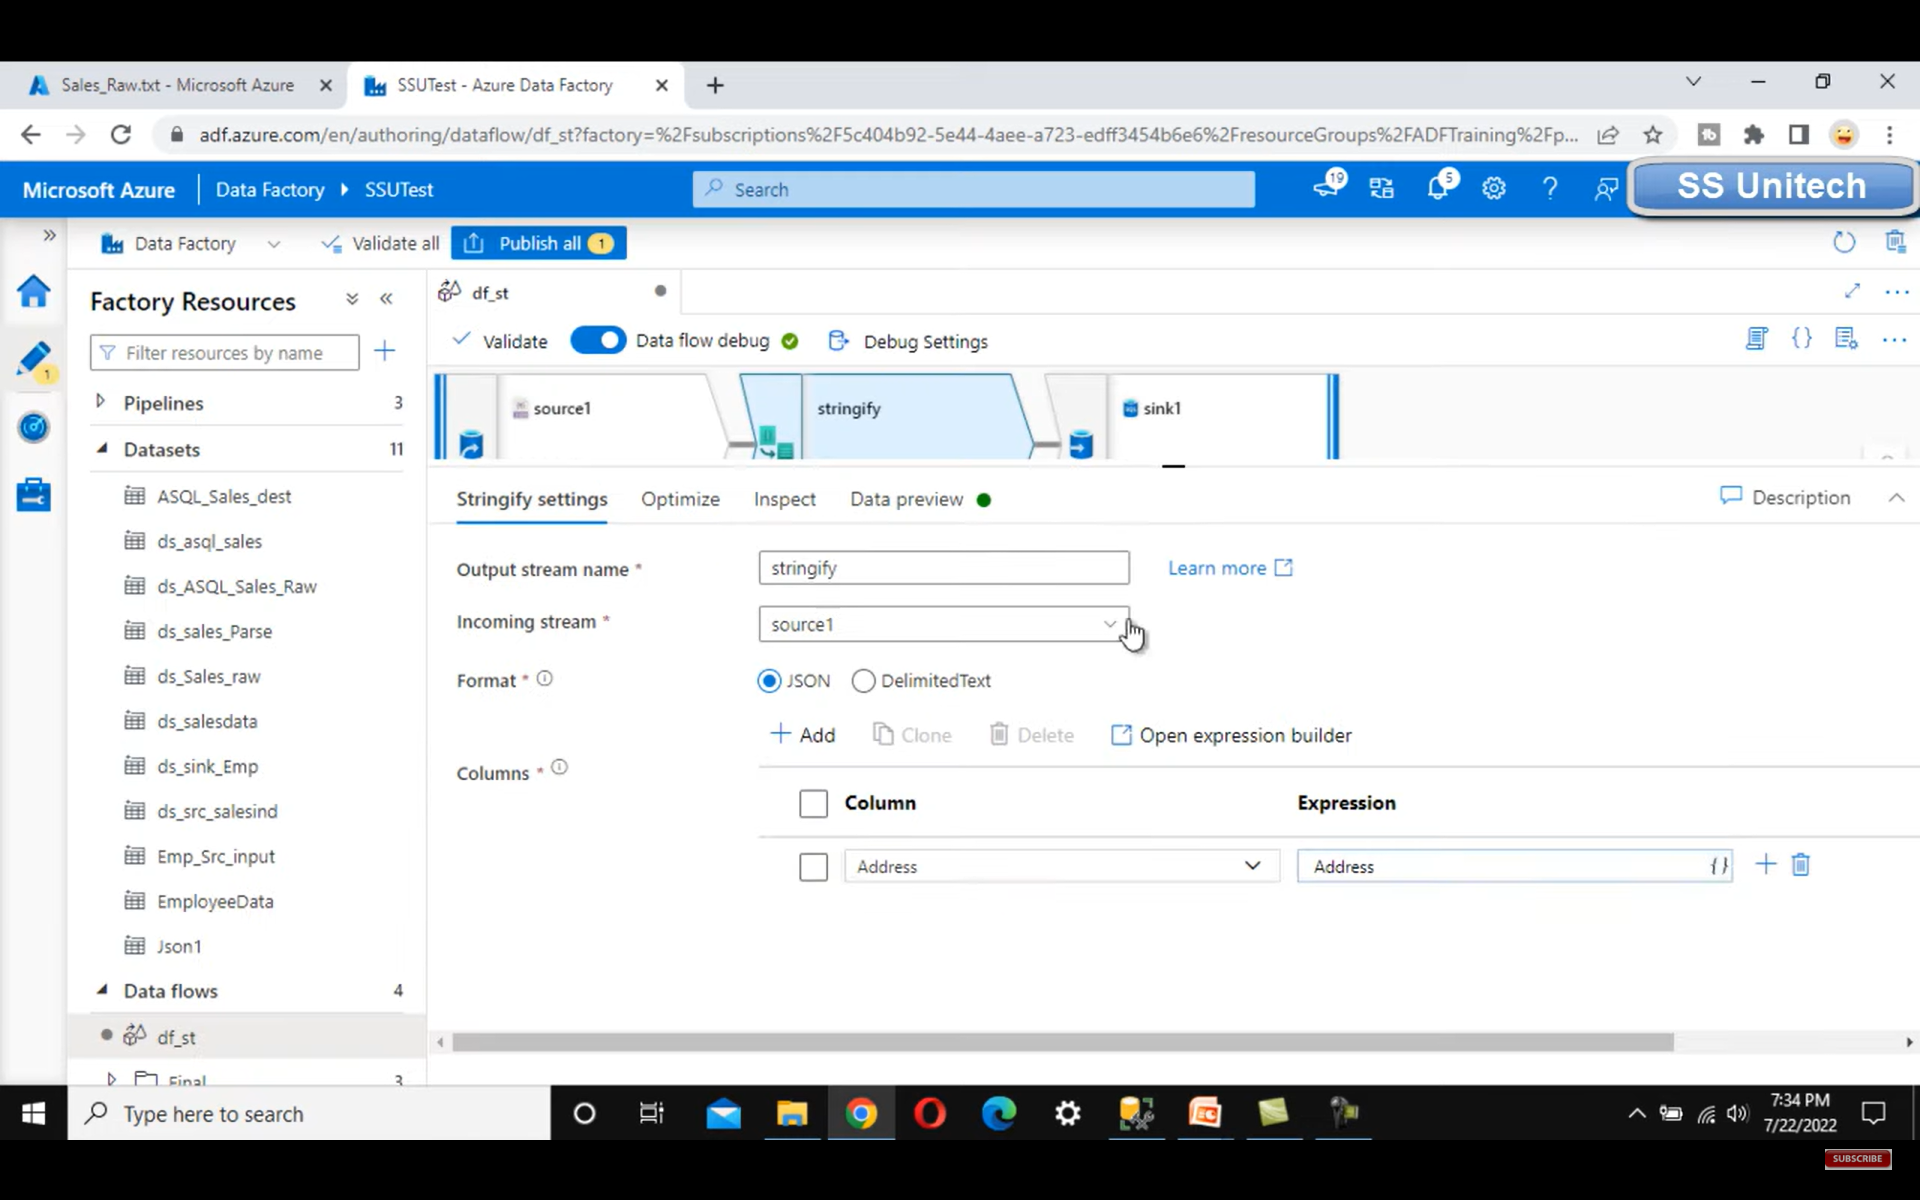 Sales_Raw.txt - Microsoft Azure
SSUTest - Azure Data Factory
adf.azure.com/en/authoring/dataflow/df_st?factory=%2Fsubscriptions%2F5c404b92-5e44-4aee-a723-edff3454b6e6%2FresourceGroups%2FADFTraining%2Fp...
Microsoft Azure
Data Factory
SSUTest
Search
19
5
SS Unitech
Data Factory
Validate all
Publish all 1
Factory Resources
df_st
Filter resources by name
Validate
Data flow debug
Debug Settings
1
Pipelines 3
source1
stringify
sink1
Datasets 11
ASQL_Sales_dest
ds_asql_sales
ds_ASQL_Sales_Raw
ds_sales_Parse
ds_Sales_raw
ds_salesdata
ds_sink_Emp
ds_src_salesind
Emp_Src_input
EmployeeData
Json1
Data flows 4
df_st
Final 3
Stringify settings
Optimize
Inspect
Data preview
Description
Output stream name *
stringify
Learn more
Incoming stream *
source1
Format *
JSON
DelimitedText
Add
Clone
Delete
Open expression builder
Columns *
Column
Expression
Address
Address
Type here to search
7:34 PM
7/22/2022
SUBSCRIBE